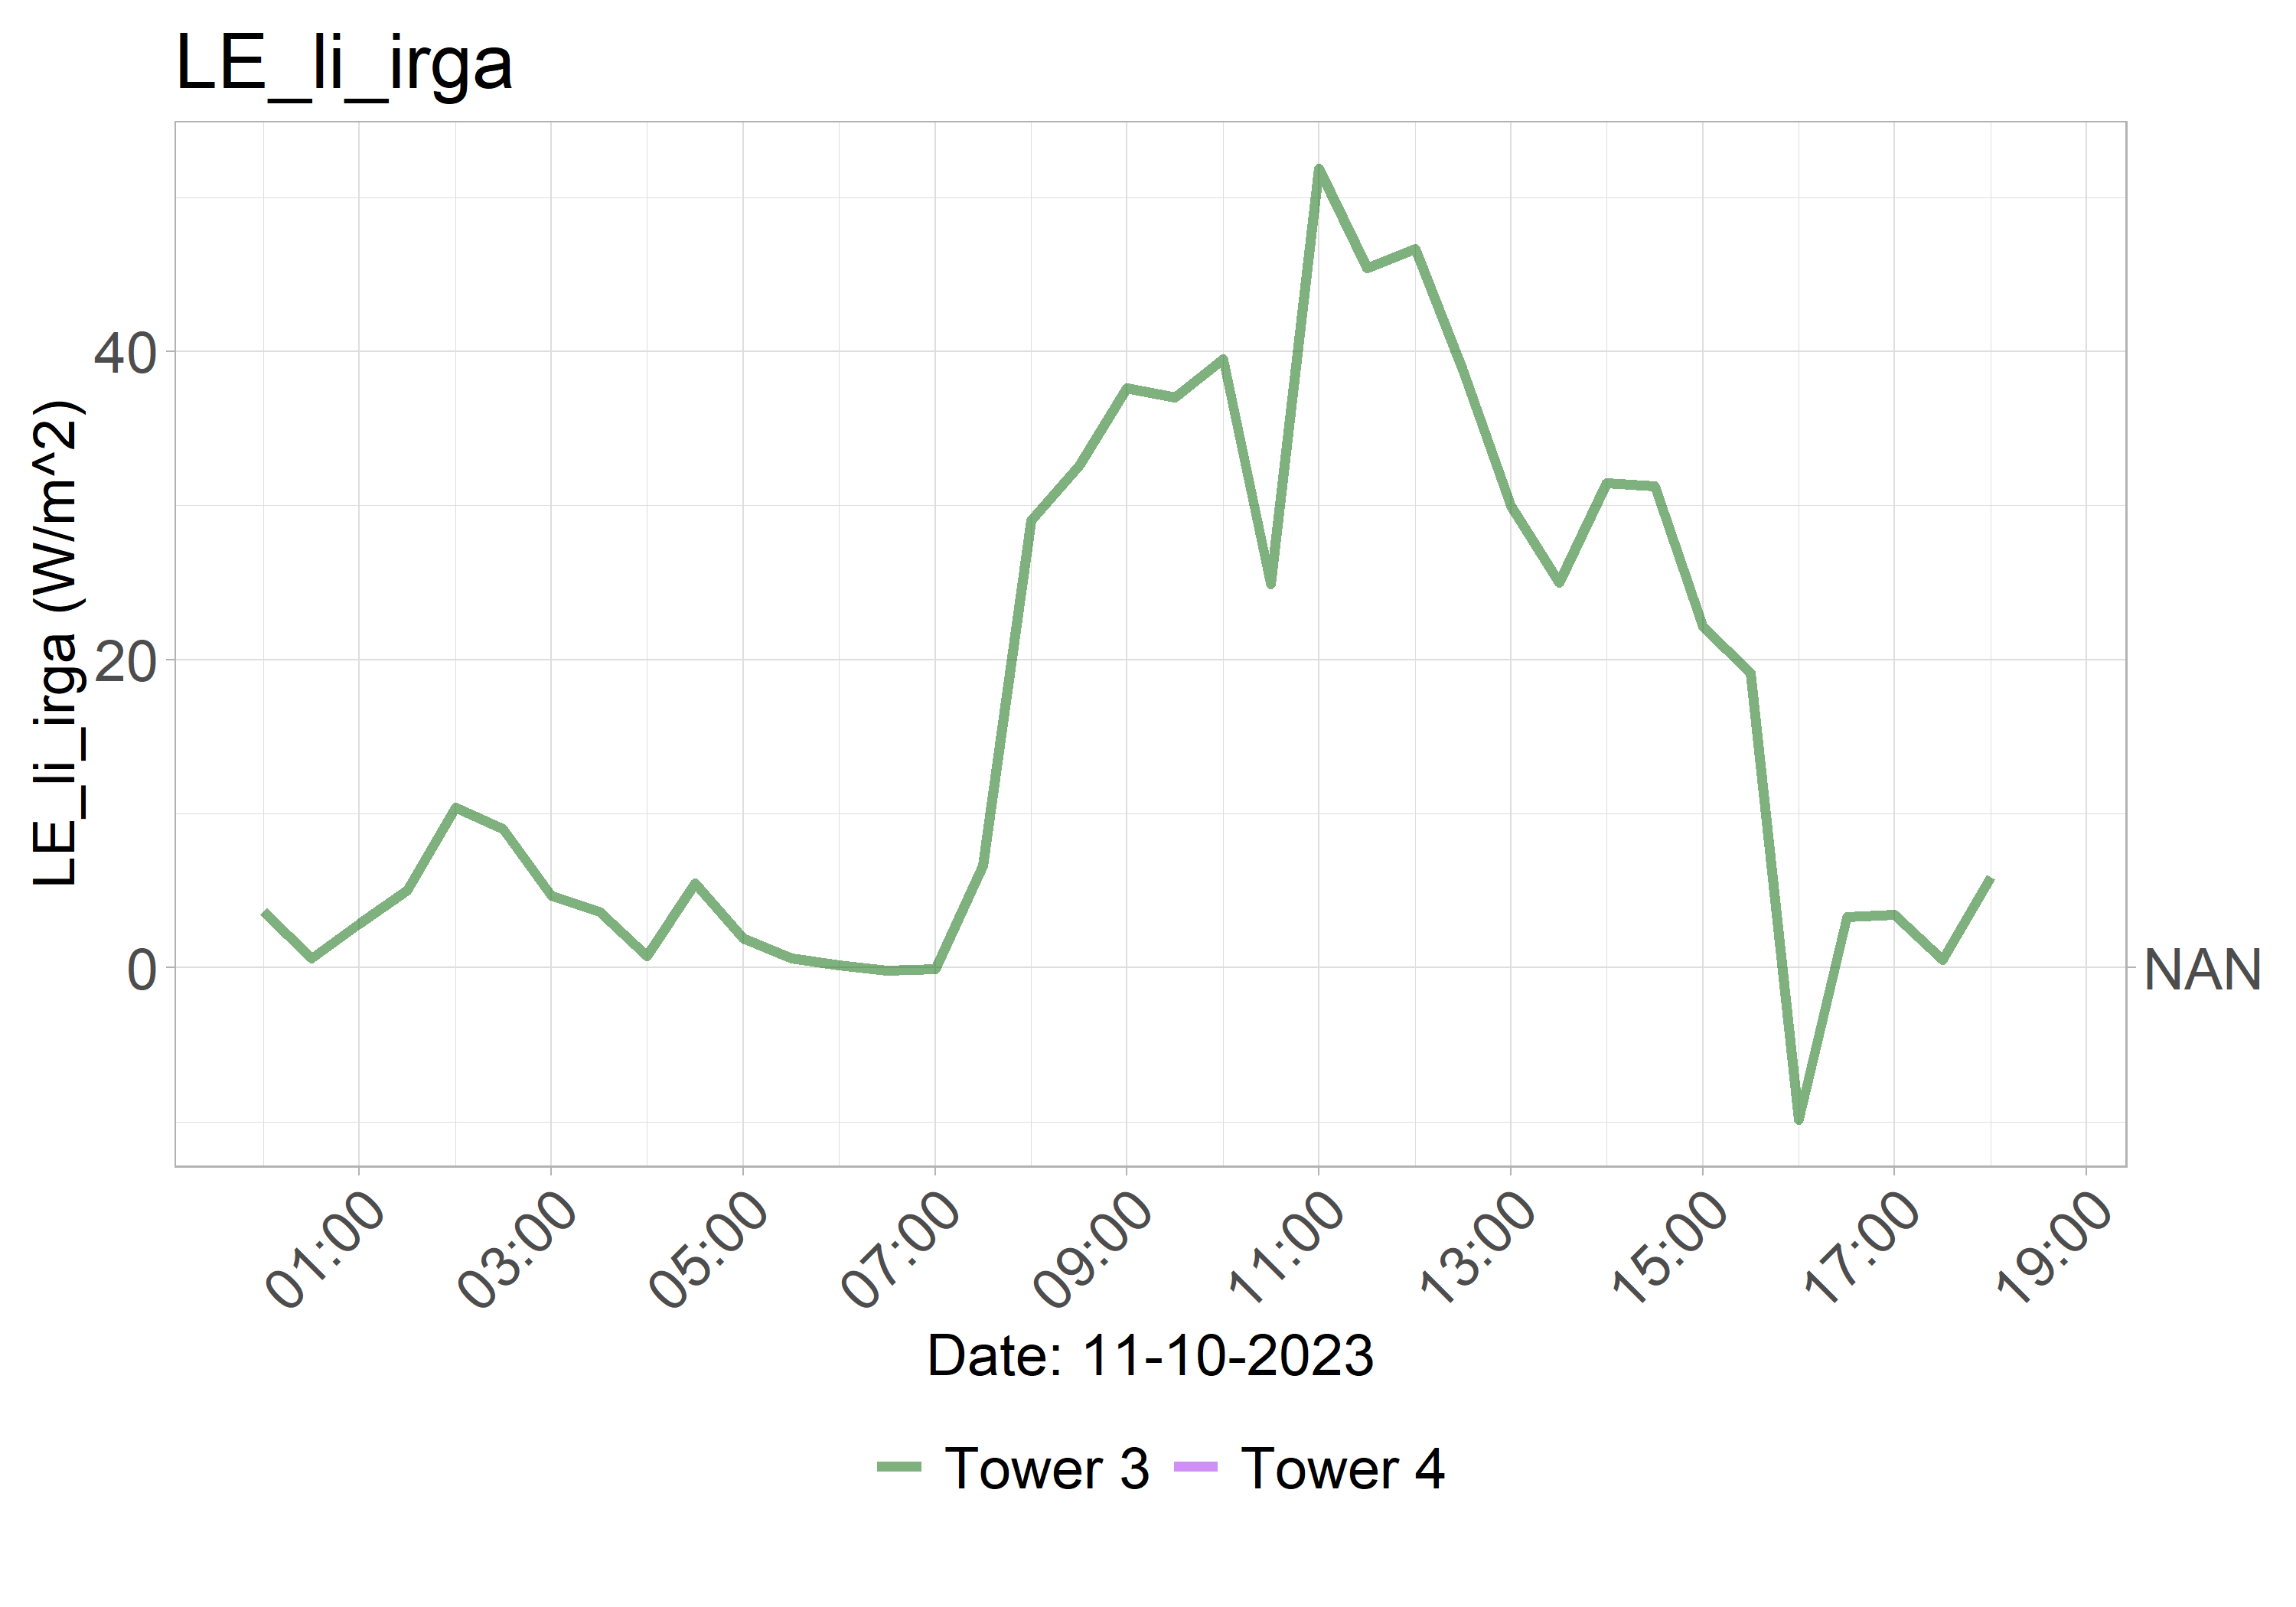 LE_li_irga
LE_li_irga (W/m^2)
40
20
0
NAN
01:00 03:00 05:00 07:00 09:00 11:00 13:00 15:00 17:00 19:00
Date: 11-10-2023
Tower 3 Tower 4